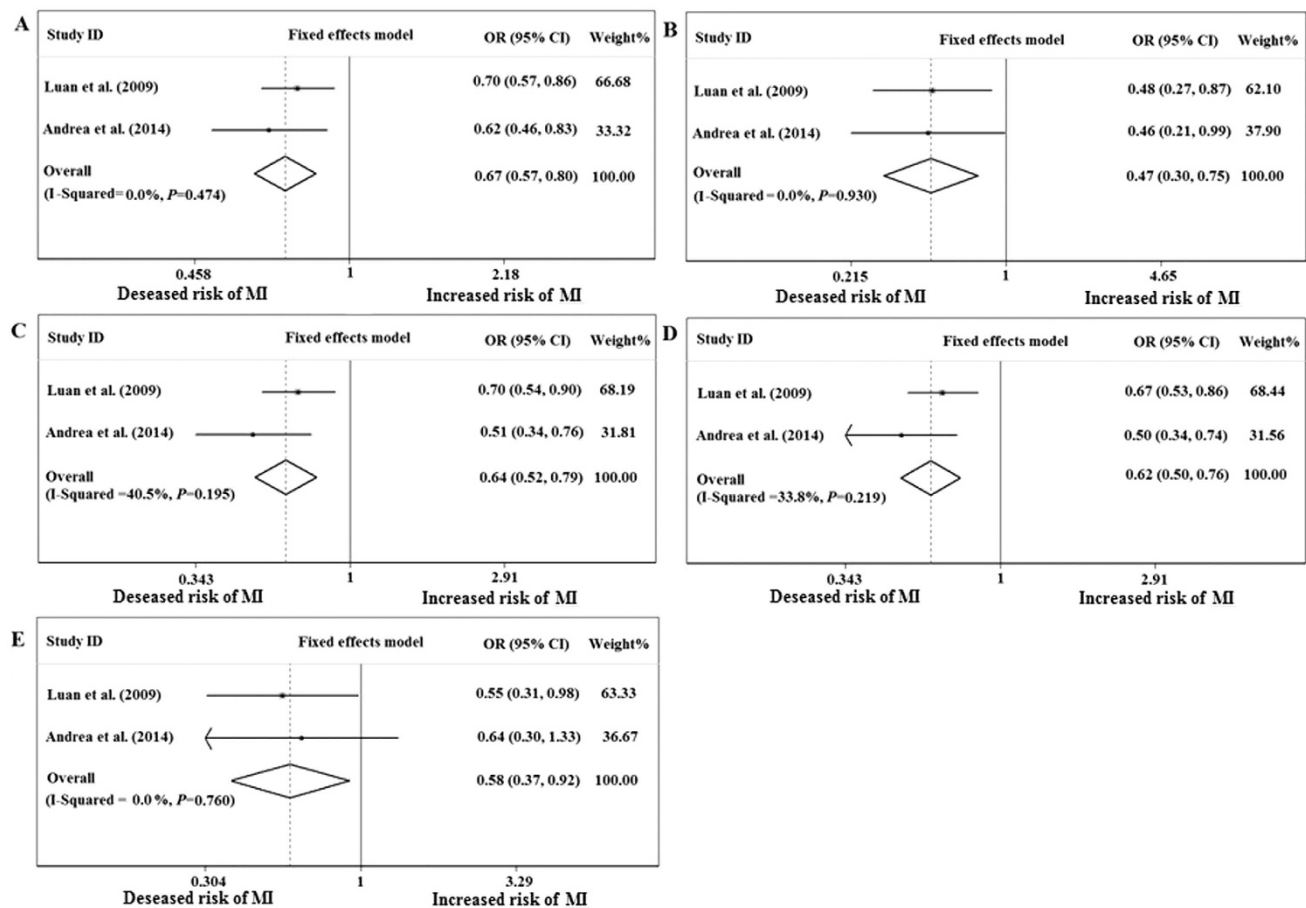 A
Study ID Fixed effects model OR (95% CI) Weight%
Luan et al. (2009) 0.70 (0.57, 0.86) 66.68
Andrea et al. (2014) 0.62 (0.46, 0.83) 33.32
Overall 0.67 (0.57, 0.80) 100.00
(I-Squared= 0.0%, P=0.474)
0.458 1 2.18
Deseased risk of MI Increased risk of MI
B
Study ID Fixed effects model OR (95% CI) Weight%
Luan et al. (2009) 0.48 (0.27, 0.87) 62.10
Andrea et al. (2014) 0.46 (0.21, 0.99) 37.90
Overall 0.47 (0.30, 0.75) 100.00
(I-Squared = 0.0%, P=0.930)
0.215 1 4.65
Deseased risk of MI Increased risk of MI
C
Study ID Fixed effects model OR (95% CI) Weight%
Luan et al. (2009) 0.70 (0.54, 0.90) 68.19
Andrea et al. (2014) 0.51 (0.34, 0.76) 31.81
Overall 0.64 (0.52, 0.79) 100.00
(I-Squared =40.5%, P=0.195)
0.343 1 2.91
Deseased risk of MI Increased risk of MI
D
Study ID Fixed effects model OR (95% CI) Weight%
Luan et al. (2009) 0.67 (0.53, 0.86) 68.44
Andrea et al. (2014) 0.50 (0.34, 0.74) 31.56
Overall 0.62 (0.50, 0.76) 100.00
(I-Squared =33.8%, P=0.219)
0.343 1 2.91
Deseased risk of MI Increased risk of MI
E
Study ID Fixed effects model OR (95% CI) Weight%
Luan et al. (2009) 0.55 (0.31, 0.98) 63.33
Andrea et al. (2014) 0.64 (0.30, 1.33) 36.67
Overall 0.58 (0.37, 0.92) 100.00
(I-Squared = 0.0%, P=0.760)
0.304 1 3.29
Deseased risk of MI Increased risk of MI